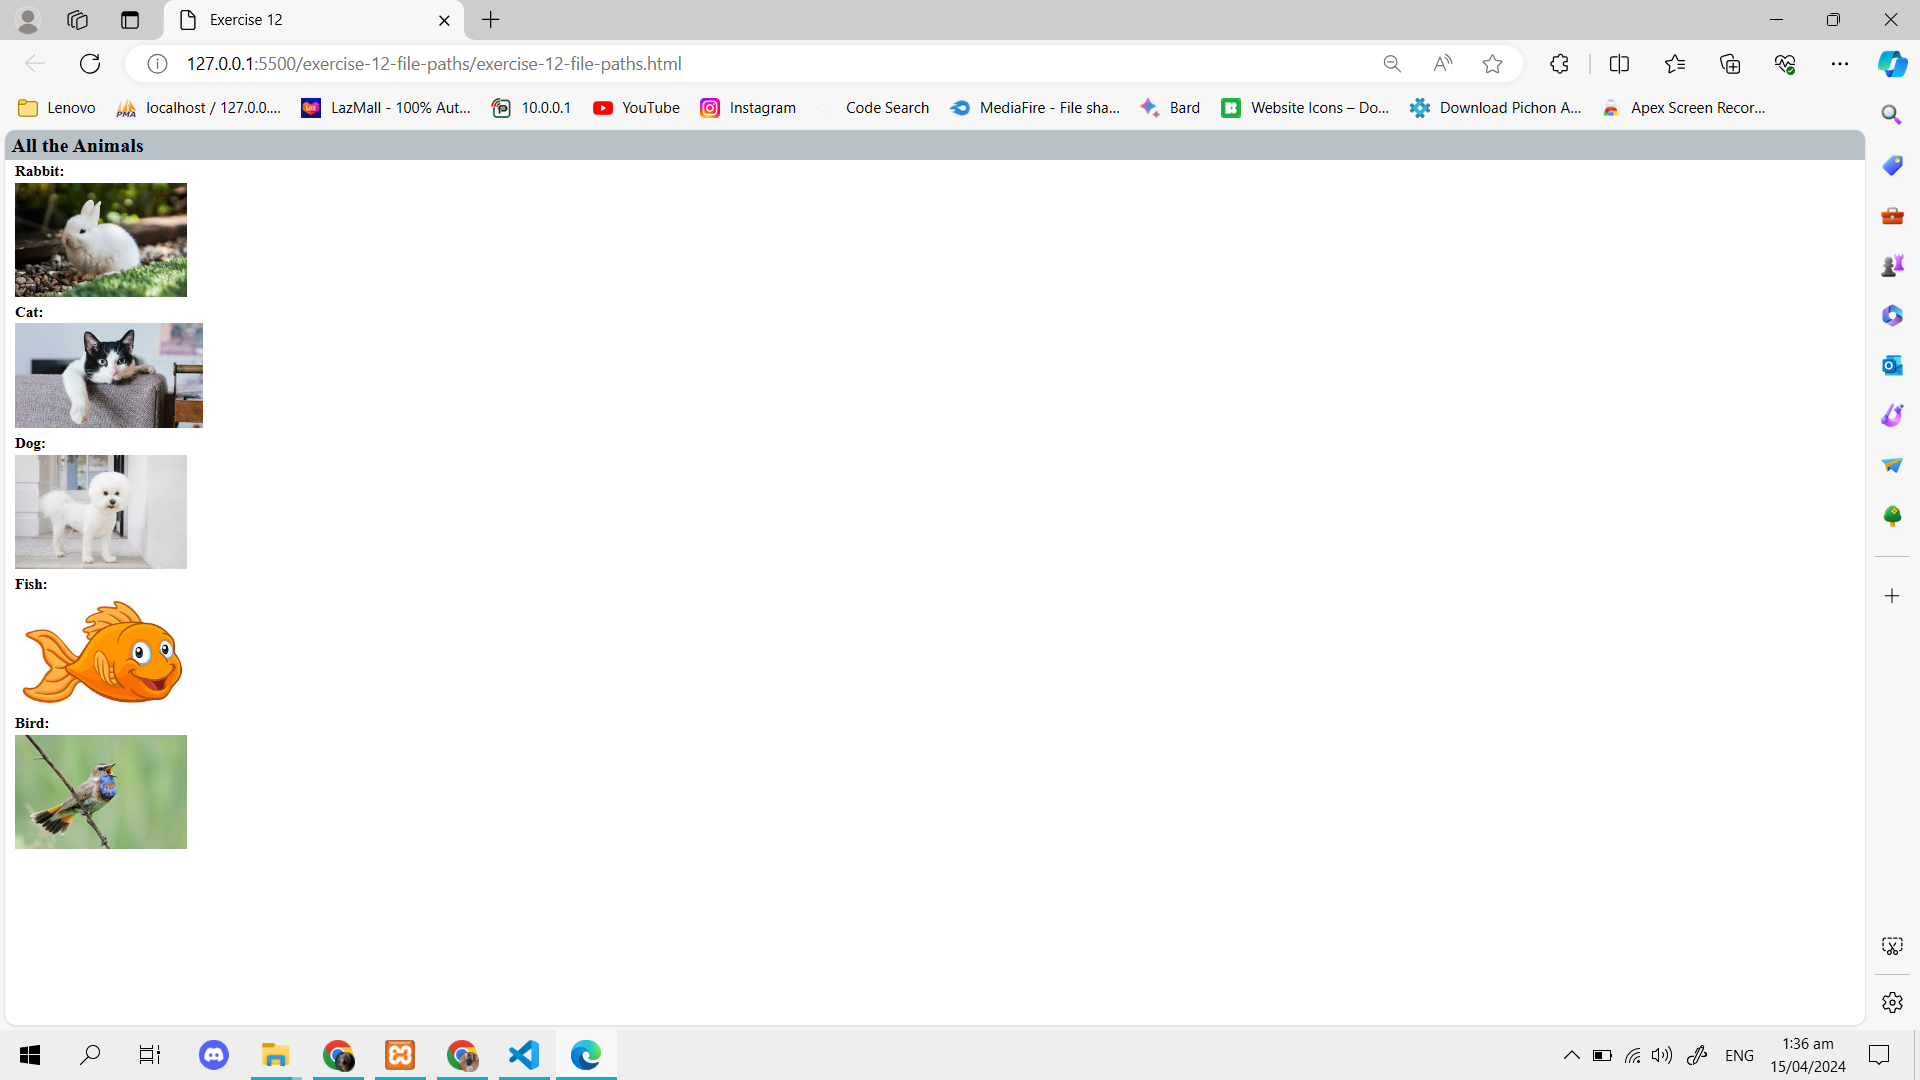 Exercise 12
127.0.0.1:5500/exercise-12-file-paths/exercise-12-file-paths.html
Lenovo
PMA localhost / 127.0.0....
Laz LazMall - 100% Aut...
10.0.0.1
YouTube
Instagram
Code Search
MediaFire - File sha...
Bard
Website Icons – Do...
Download Pichon A...
Apex Screen Recor...
All the Animals
Rabbit:
Cat:
Dog:
Fish:
Bird:
ENG
1:36 am
15/04/2024